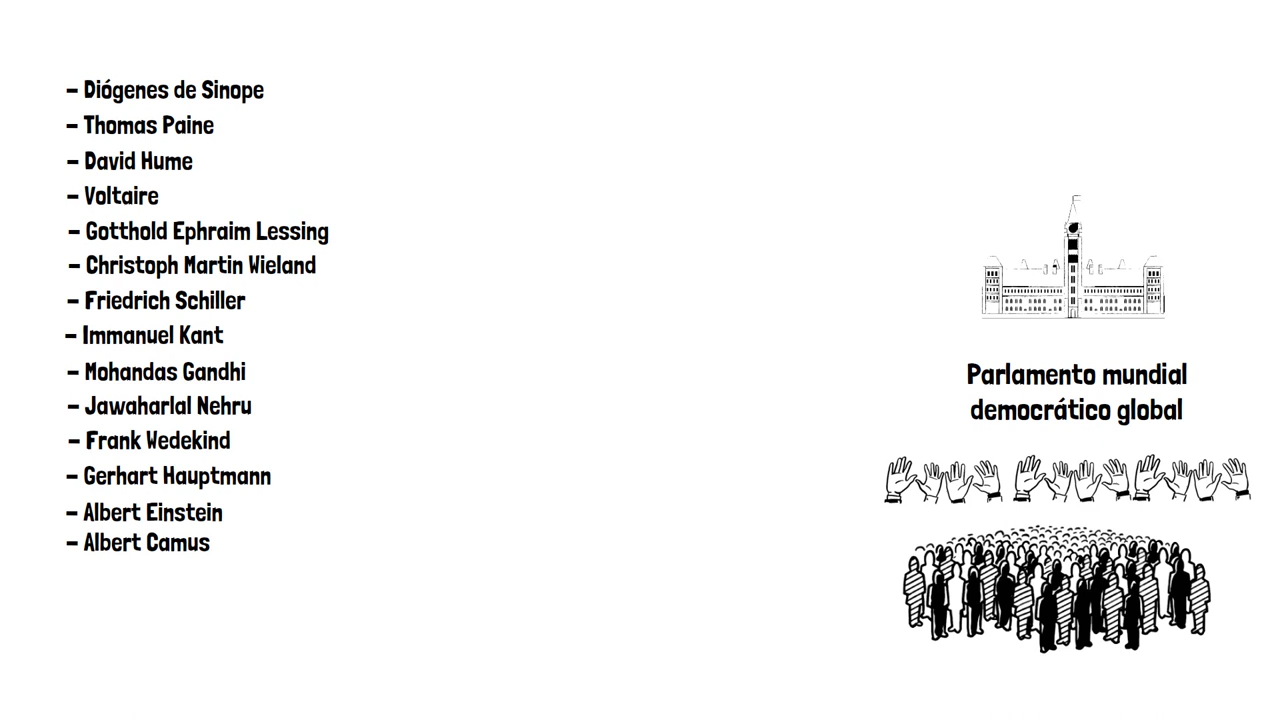 – Diógenes de Sinope
– Thomas Paine
– David Hume
– Voltaire
– Gotthold Ephraim Lessing
– Christoph Martin Wieland
– Friedrich Schiller
– Immanuel Kant
– Mohandas Gandhi
– Jawaharlal Nehru
– Frank Wedekind
– Gerhart Hauptmann
– Albert Einstein
– Albert Camus
Parlamento mundial
democrático global